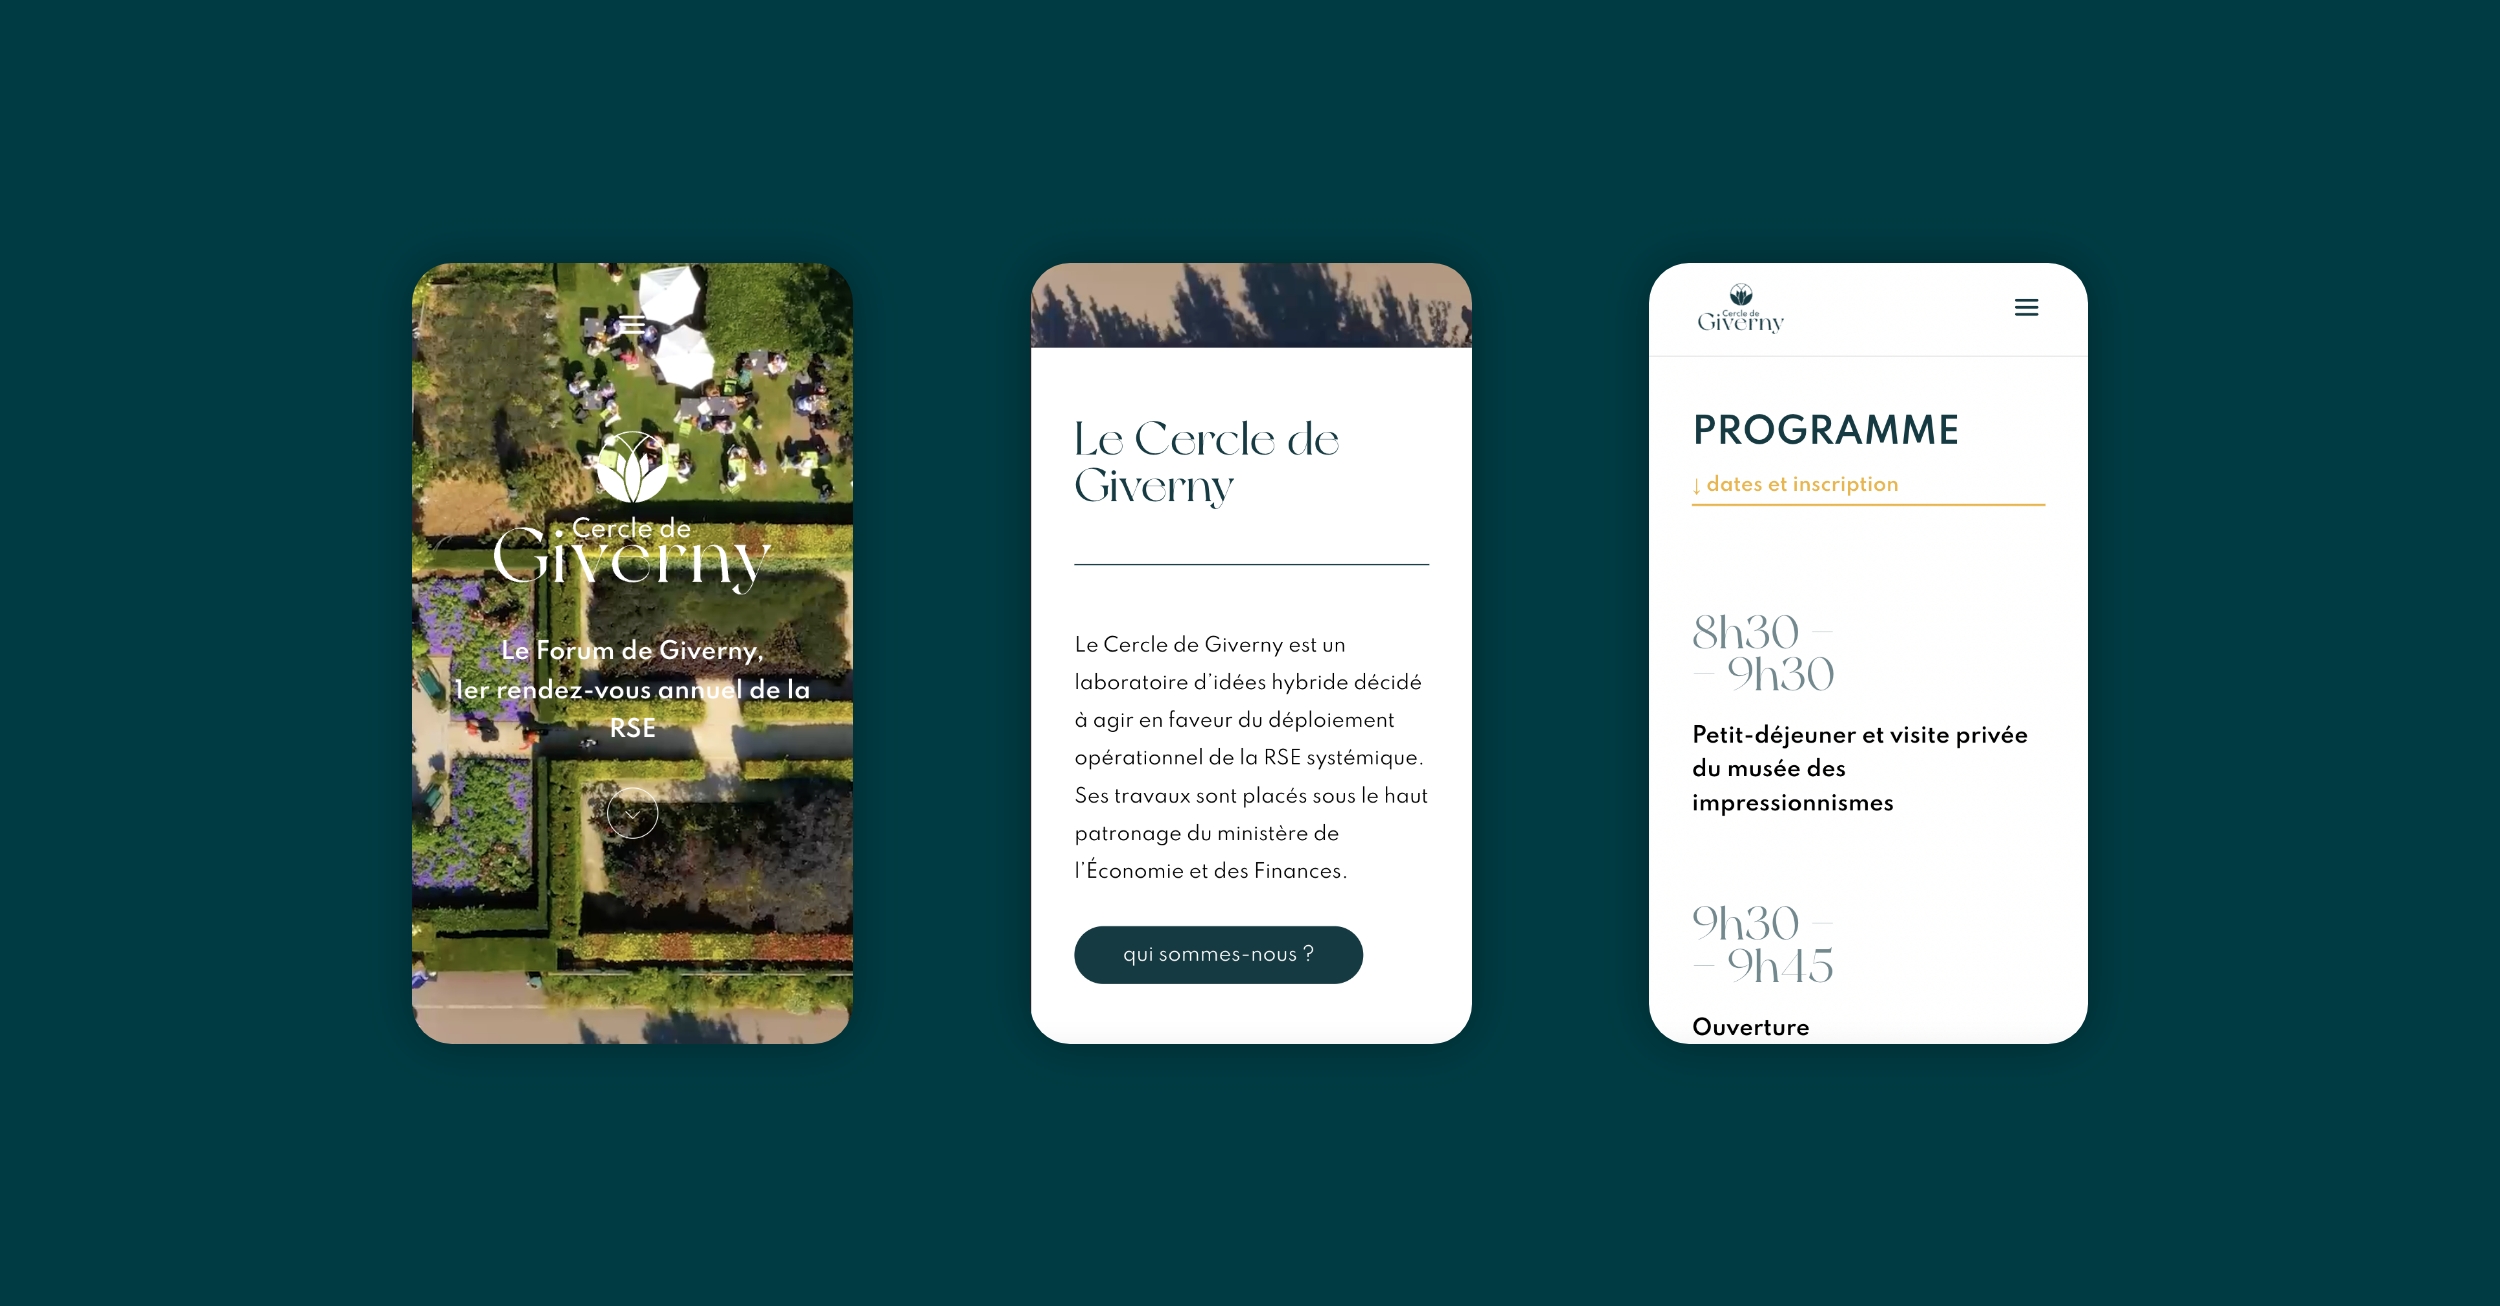 Cercle de
Giverny
Le Forum de Giverny,
1er rendez-vous annuel de la
RSE
Le Cercle de
Giverny
Le Cercle de Giverny est un
laboratoire d’idées hybride décidé
à agir en faveur du déploiement
opérationnel de la RSE systémique.
Ses travaux sont placés sous le haut
patronage du ministère de
l’Économie et des Finances.
qui sommes-nous ?
Cercle de
Giverny
PROGRAMME
↓ dates et inscription
8h30 –
– 9h30
Petit-déjeuner et visite privée
du musée des
impressionnismes
9h30 –
– 9h45
Ouverture